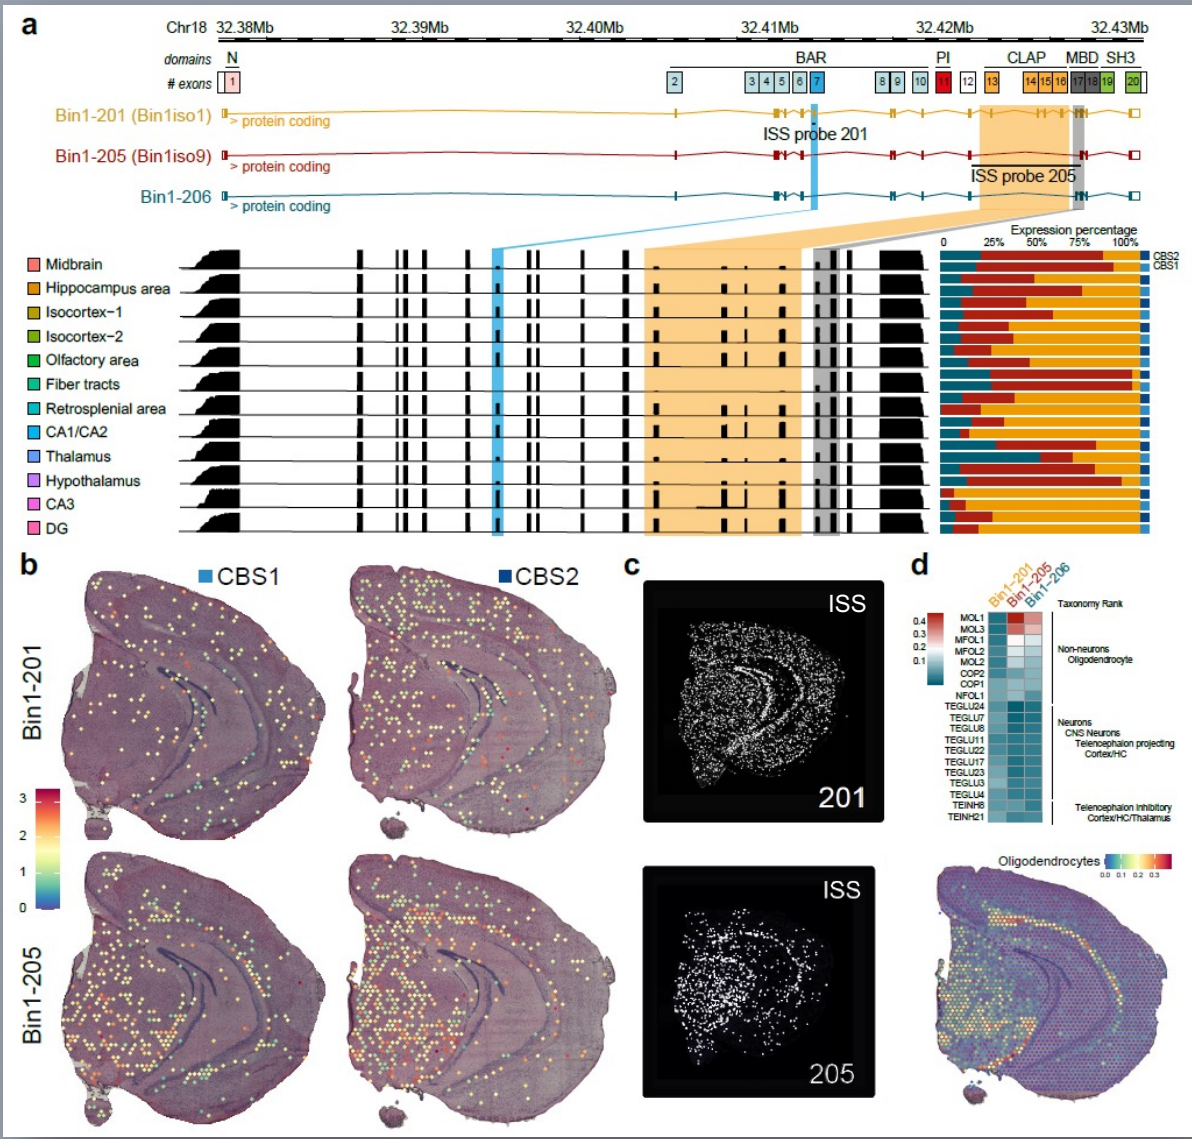 a
Chr18 32.38Mb 32.39Mb 32.40Mb 32.41Mb 32.42Mb 32.43Mb
domains N BAR PI CLAP MBD SH3
# exons 1 2 3 4 5 6 7 8 9 10 11 12 13 14 15 16 17 18 19 20
Bin1-201 (Bin1iso1)
> protein coding
ISS probe 201
Bin1-205 (Bin1iso9)
> protein coding
ISS probe 205
Bin1-206
> protein coding
Expression percentage
0 25% 50% 75% 100%
CBS2
CBS1
Midbrain
Hippocampus area
Isocortex-1
Isocortex-2
Olfactory area
Fiber tracts
Retrosplenial area
CA1/CA2
Thalamus
Hypothalamus
CA3
DG
b
CBS1
CBS2
Bin1-201
3
2
1
0
Bin1-205
c
ISS
201
ISS
205
d
Bin1-201
Bin1-205
Bin1-206
Taxonomy Rank
0.4
0.3
0.2
0.1
MOL1
MOL3
MFOL1
MFOL2
MOL2
COP2
COP1
NFOL1
TEGLU24
TEGLU7
TEGLU8
TEGLU11
TEGLU22
TEGLU17
TEGLU23
TEGLU3
TEGLU4
TEINH8
TEINH21
Non-neurons
Oligodendrocyte
Neurons
CNS Neurons
Telencephalon projecting
Cortex/HC
Telencephalon Inhibitory
Cortex/HC/Thalamus
Oligodendrocytes
0.0 0.1 0.2 0.3